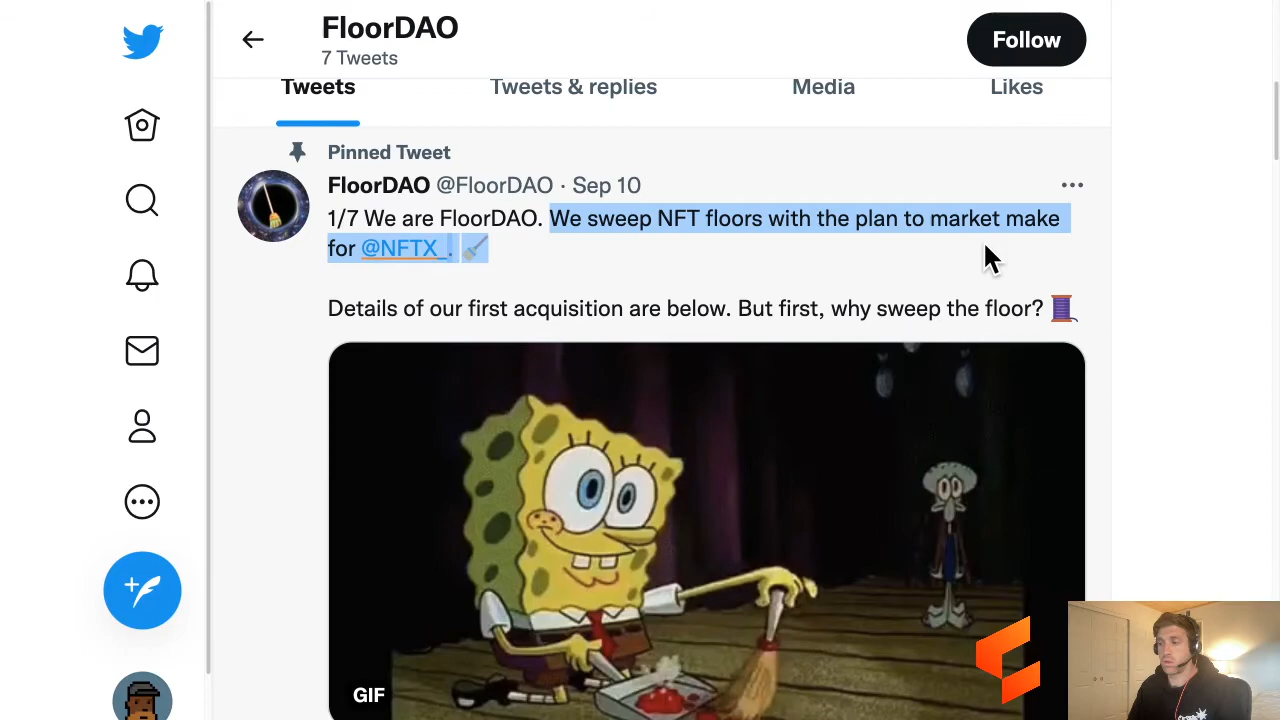 FloorDAO
7 Tweets
Follow
Tweets
Tweets & replies
Media
Likes
Pinned Tweet
FloorDAO @FloorDAO · Sep 10
1/7 We are FloorDAO. We sweep NFT floors with the plan to market make
for @NFTX_. 🧹
Details of our first acquisition are below. But first, why sweep the floor? 🧵
GIF